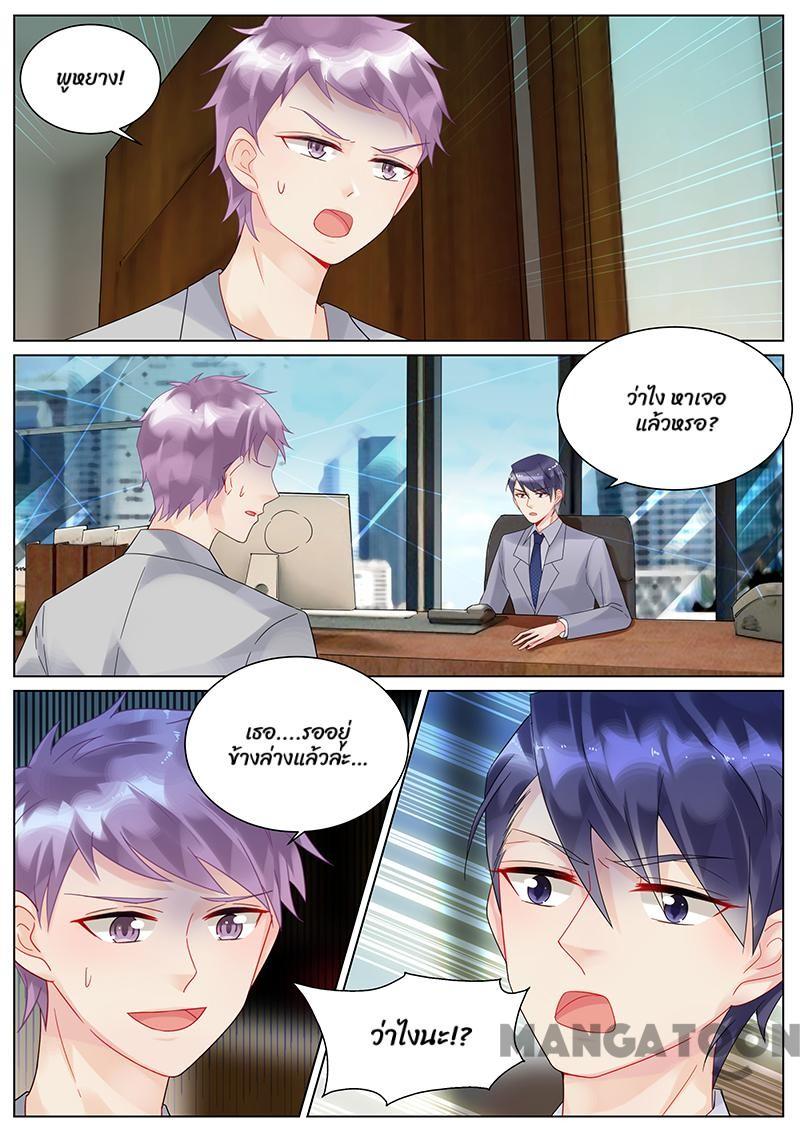 พูหยาง!
ว่าไง หาเจอ
แล้วหรอ?
เธอ....รออยู่
ข้างล่างแล้วล่ะ...
ว่าไงนะ!?
MANGATOON